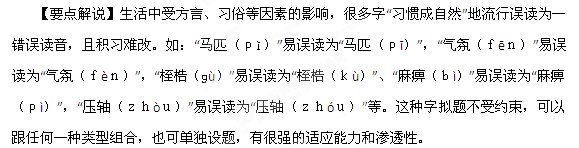 【要点解说】生活中受方言、习俗等因素的影响，很多字“习惯成自然”地流行误读为一
错误读音，且积习难改。如：“马匹（pǐ）易误读为“马匹（pī）”，“气氛（fēn）易误
读为“气氛（fèn）”，“桎梏（gù）易误读为“桎梏（kù）”、“麻痹（bì）”易误读为“麻痹
（pì）”，“压轴（zhòu）”易误读为“压轴（zhóu）”等。这种字拟题不受约束，可以
跟任何一种类型组合，也可单独设题，有很强的适应能力和渗透性。